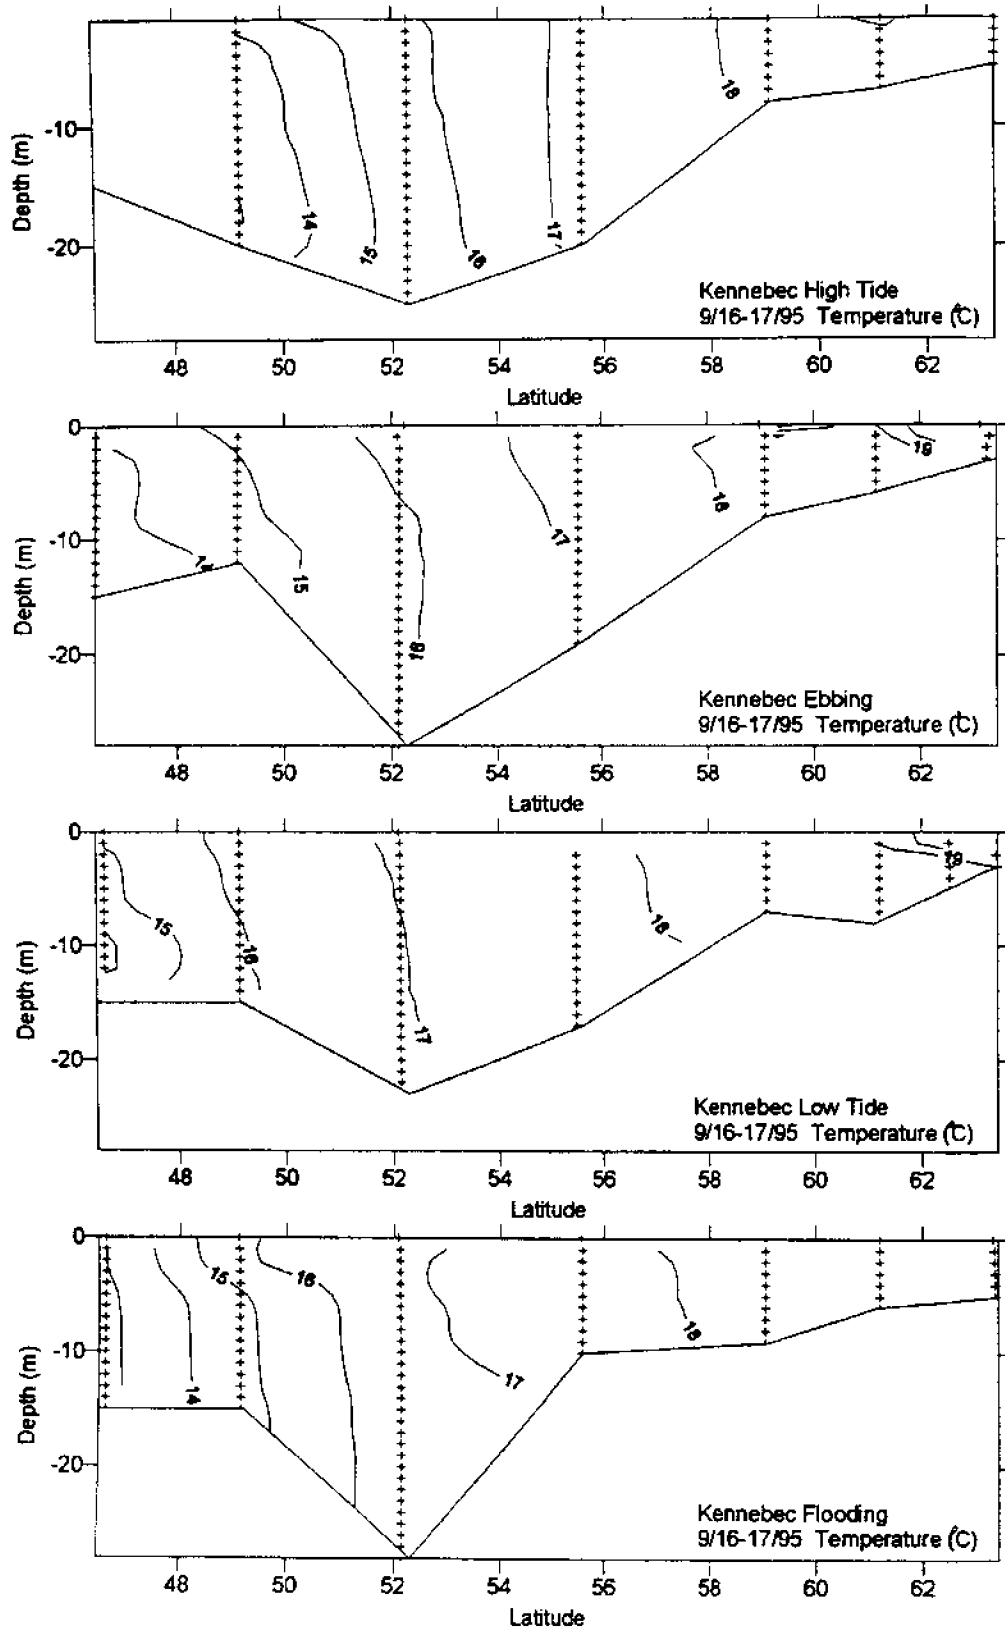 Depth (m)
-10
-20
14
15
16
17
18
Kennebec High Tide
9/16-17/95 Temperature (°C)
48 50 52 54 56 58 60 62
Latitude
Depth (m)
0
-10
-20
14
15
16
17
18
19
Kennebec Ebbing
9/16-17/95 Temperature (°C)
48 50 52 54 56 58 60 62
Latitude
Depth (m)
0
-10
-20
15
16
17
18
19
Kennebec Low Tide
9/16-17/95 Temperature (°C)
48 50 52 54 56 58 60 62
Latitude
Depth (m)
0
-10
-20
14
15
16
17
18
Kennebec Flooding
9/16-17/95 Temperature (°C)
48 50 52 54 56 58 60 62
Latitude